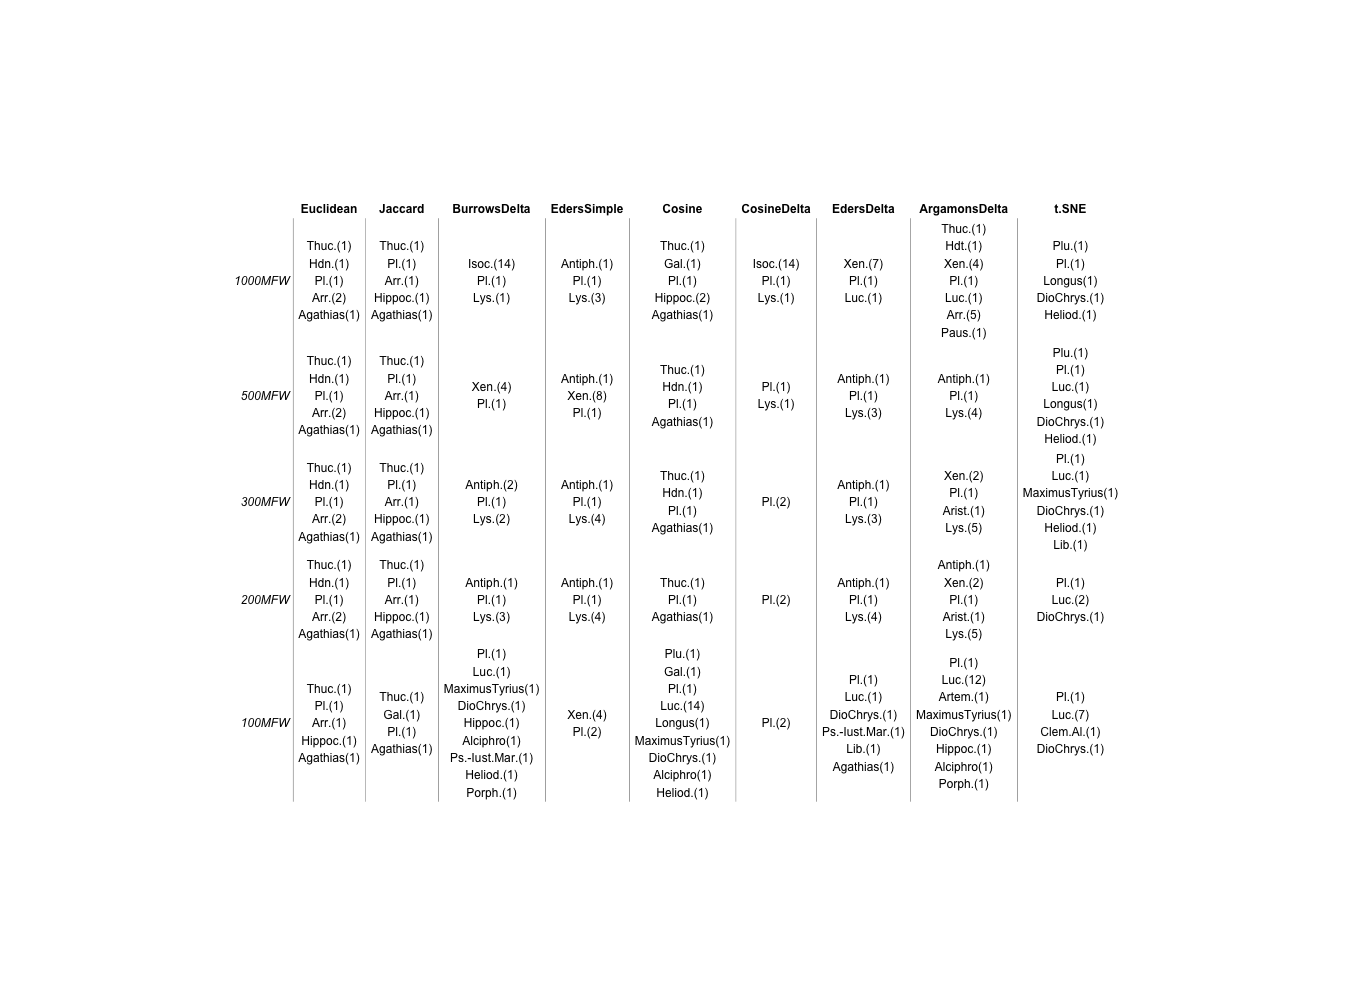 Euclidean Jaccard BurrowsDelta EdersSimple Cosine CosineDelta EdersDelta ArgamonsDelta t.SNE
1000MFW
Thuc.(1)
Hdn.(1)
Pl.(1)
Arr.(2)
Agathias(1)
Thuc.(1)
Pl.(1)
Arr.(1)
Hippoc.(1)
Agathias(1)
Isoc.(14)
Pl.(1)
Lys.(1)
Antiph.(1)
Pl.(1)
Lys.(3)
Thuc.(1)
Gal.(1)
Pl.(1)
Hippoc.(2)
Agathias(1)
Isoc.(14)
Pl.(1)
Lys.(1)
Xen.(7)
Pl.(1)
Luc.(1)
Thuc.(1)
Hdt.(1)
Xen.(4)
Pl.(1)
Luc.(1)
Arr.(5)
Paus.(1)
Plu.(1)
Pl.(1)
Longus(1)
DioChrys.(1)
Heliod.(1)
500MFW
Thuc.(1)
Hdn.(1)
Pl.(1)
Arr.(2)
Agathias(1)
Thuc.(1)
Pl.(1)
Arr.(1)
Hippoc.(1)
Agathias(1)
Xen.(4)
Pl.(1)
Antiph.(1)
Xen.(8)
Pl.(1)
Thuc.(1)
Hdn.(1)
Pl.(1)
Agathias(1)
Pl.(1)
Lys.(1)
Antiph.(1)
Pl.(1)
Lys.(3)
Antiph.(1)
Pl.(1)
Lys.(4)
Plu.(1)
Pl.(1)
Luc.(1)
Longus(1)
DioChrys.(1)
Heliod.(1)
300MFW
Thuc.(1)
Hdn.(1)
Pl.(1)
Arr.(2)
Agathias(1)
Thuc.(1)
Pl.(1)
Arr.(1)
Hippoc.(1)
Agathias(1)
Antiph.(2)
Pl.(1)
Lys.(2)
Antiph.(1)
Pl.(1)
Lys.(4)
Thuc.(1)
Hdn.(1)
Pl.(1)
Agathias(1)
Pl.(2)
Antiph.(1)
Pl.(1)
Lys.(3)
Xen.(2)
Pl.(1)
Arist.(1)
Lys.(5)
Pl.(1)
Luc.(1)
MaximusTyrius(1)
DioChrys.(1)
Heliod.(1)
Lib.(1)
200MFW
Thuc.(1)
Hdn.(1)
Pl.(1)
Arr.(2)
Agathias(1)
Thuc.(1)
Pl.(1)
Arr.(1)
Hippoc.(1)
Agathias(1)
Antiph.(1)
Pl.(1)
Lys.(3)
Antiph.(1)
Pl.(1)
Lys.(4)
Thuc.(1)
Pl.(1)
Agathias(1)
Pl.(2)
Antiph.(1)
Pl.(1)
Lys.(4)
Antiph.(1)
Xen.(2)
Pl.(1)
Arist.(1)
Lys.(5)
Pl.(1)
Luc.(2)
DioChrys.(1)
100MFW
Thuc.(1)
Pl.(1)
Arr.(1)
Hippoc.(1)
Agathias(1)
Thuc.(1)
Gal.(1)
Pl.(1)
Agathias(1)
Pl.(1)
Luc.(1)
MaximusTyrius(1)
DioChrys.(1)
Hippoc.(1)
Alciphro(1)
Ps.-Iust.Mar.(1)
Heliod.(1)
Porph.(1)
Xen.(4)
Pl.(2)
Plu.(1)
Gal.(1)
Pl.(1)
Luc.(14)
Longus(1)
MaximusTyrius(1)
DioChrys.(1)
Alciphro(1)
Heliod.(1)
Pl.(2)
Pl.(1)
Luc.(1)
DioChrys.(1)
Ps.-Iust.Mar.(1)
Lib.(1)
Agathias(1)
Pl.(1)
Luc.(12)
Artem.(1)
MaximusTyrius(1)
DioChrys.(1)
Hippoc.(1)
Alciphro(1)
Porph.(1)
Pl.(1)
Luc.(7)
Clem.Al.(1)
DioChrys.(1)